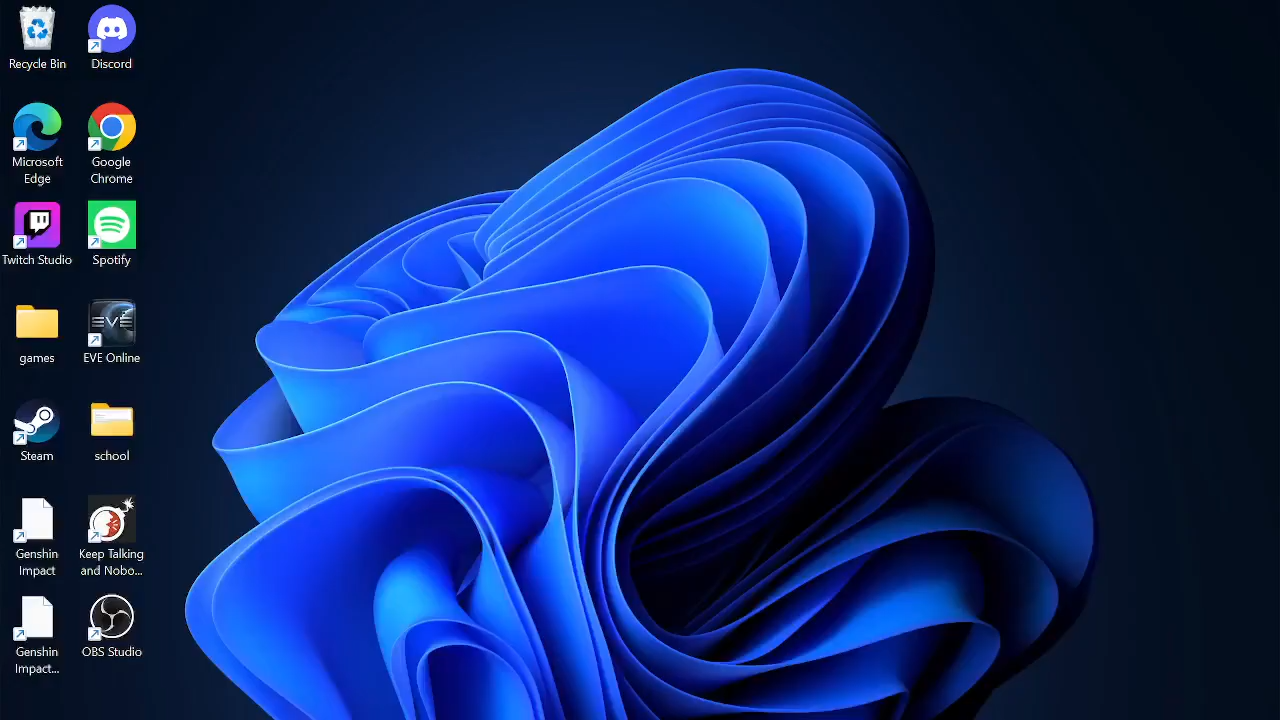 Recycle Bin
Discord
Microsoft
Edge
Google
Chrome
Twitch Studio
Spotify
games
EVE
EVE Online
Steam
school
Genshin
Impact
Keep Talking
and Nobo...
Genshin
Impact...
OBS Studio